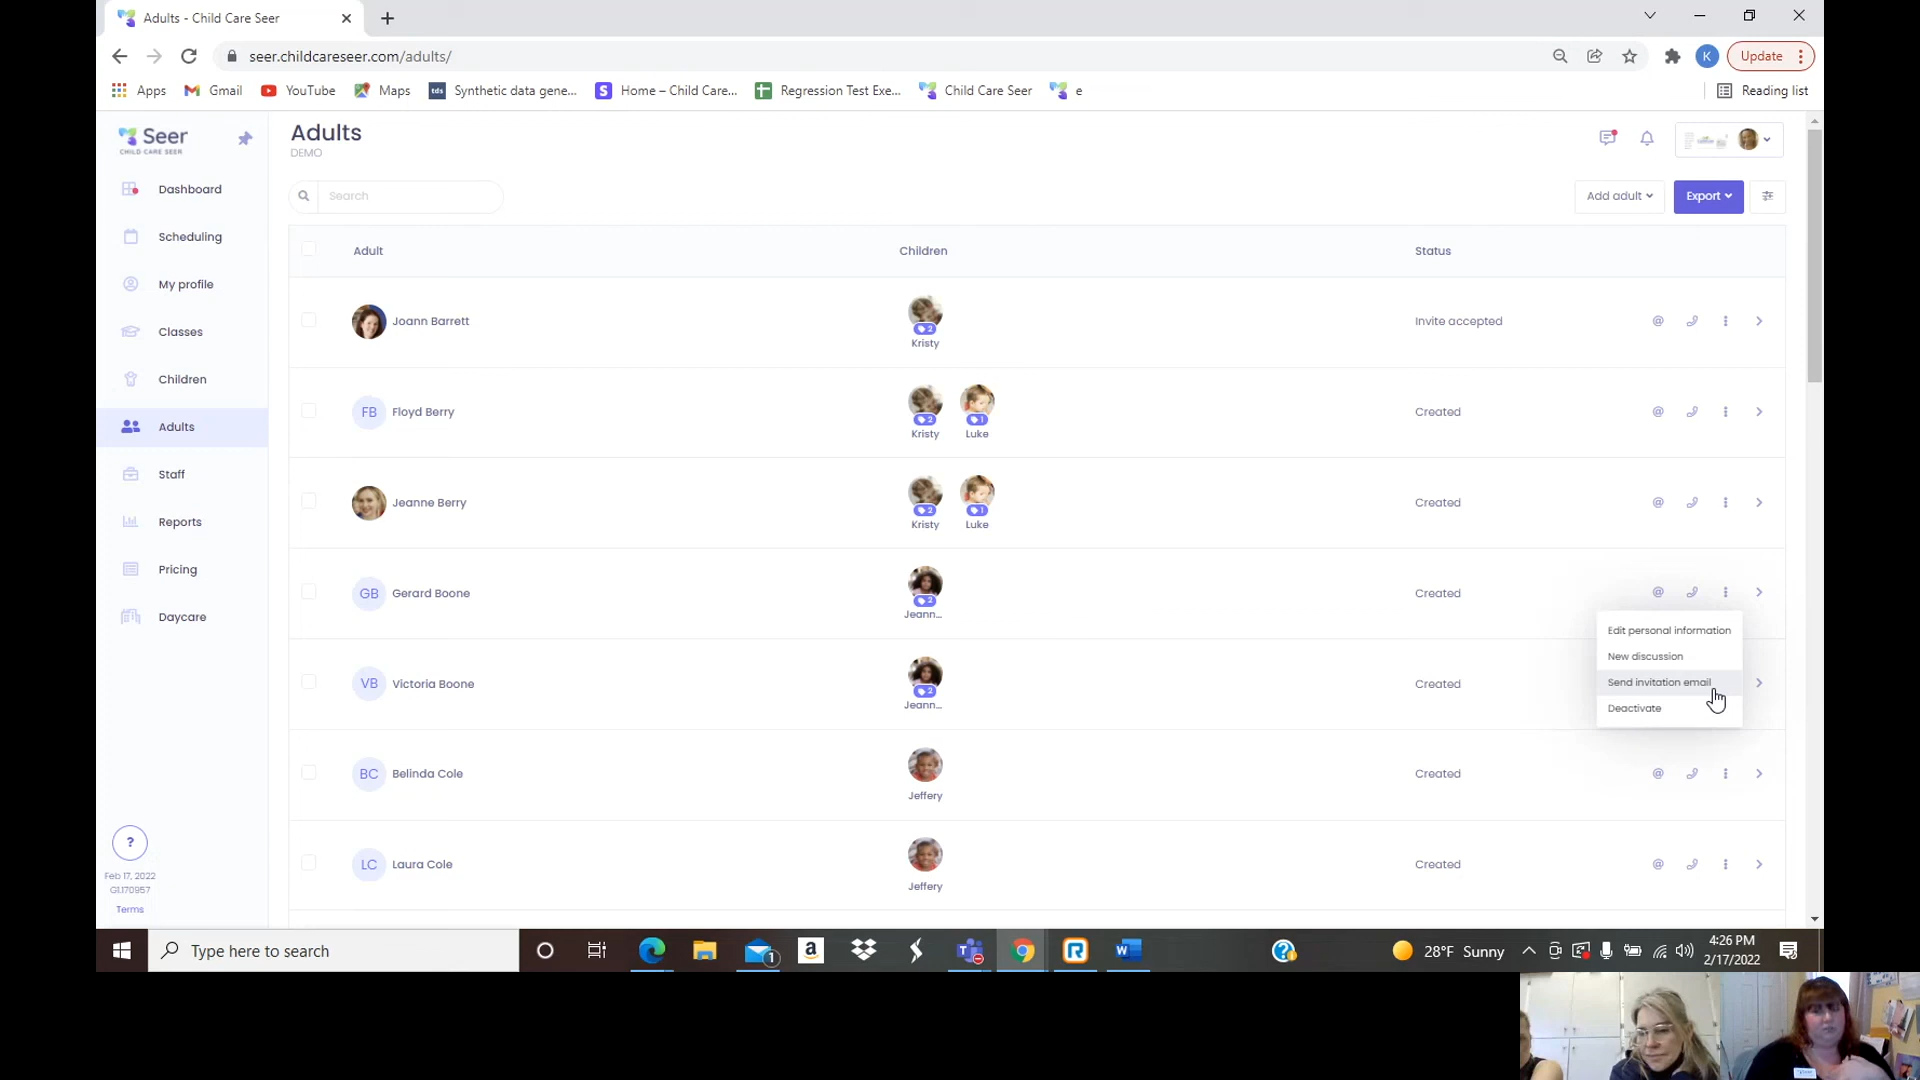 Adults - Child Care Seer
seer.childcareseer.com/adults/
K
Update
Apps
Gmail
YouTube
Maps
tds
Synthetic data gene...
S
Home – Child Care...
Regression Test Exe...
Child Care Seer
e
Reading list
Seer
CHILD CARE SEER
Dashboard
Scheduling
My profile
Classes
Children
Adults
Staff
Reports
Pricing
Daycare
?
Feb 17, 2022
G1.170957
Terms
Adults
DEMO
Search
Add adult
Export
Adult
Children
Status
Joann Barrett
2
Kristy
Invite accepted
FB
Floyd Berry
2
Kristy
1
Luke
Created
Jeanne Berry
2
Kristy
1
Luke
Created
GB
Gerard Boone
2
Jeann...
Created
Edit personal information
New discussion
Send invitation email
Deactivate
VB
Victoria Boone
2
Jeann...
Created
BC
Belinda Cole
Jeffery
Created
LC
Laura Cole
Jeffery
Created
Type here to search
1
28°F Sunny
4:26 PM
2/17/2022